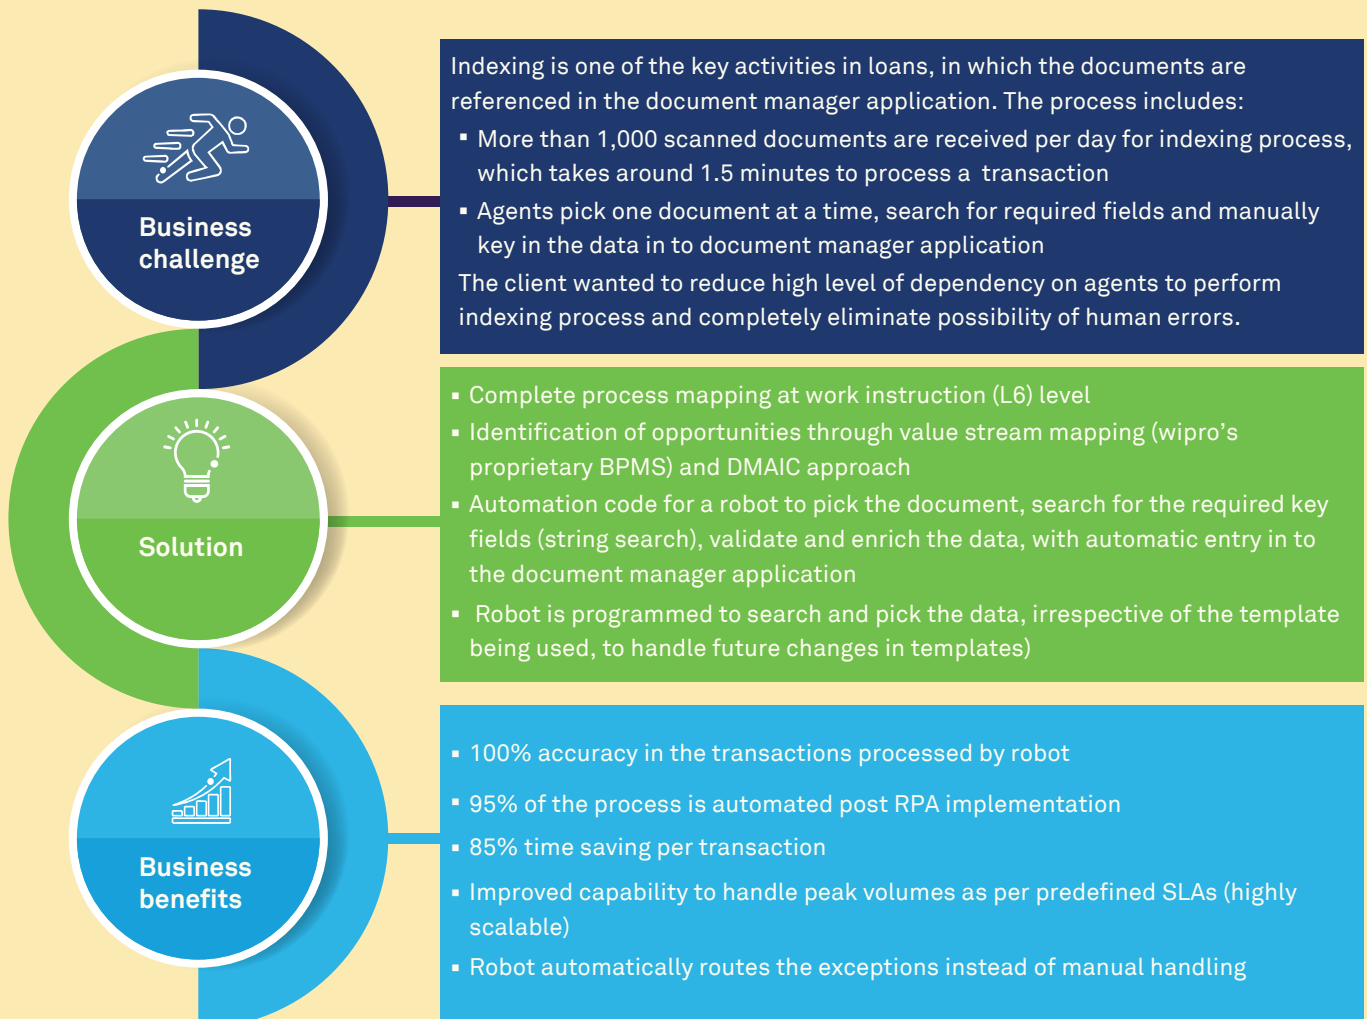 Business
challenge
Indexing is one of the key activities in loans, in which the documents are
referenced in the document manager application. The process includes:
▪ More than 1,000 scanned documents are received per day for indexing process,
which takes around 1.5 minutes to process a transaction
▪ Agents pick one document at a time, search for required fields and manually
key in the data in to document manager application
The client wanted to reduce high level of dependency on agents to perform
indexing process and completely eliminate possibility of human errors.
Solution
▪ Complete process mapping at work instruction (L6) level
▪ Identification of opportunities through value stream mapping (wipro’s
proprietary BPMS) and DMAIC approach
▪ Automation code for a robot to pick the document, search for the required key
fields (string search), validate and enrich the data, with automatic entry in to
the document manager application
▪ Robot is programmed to search and pick the data, irrespective of the template
being used, to handle future changes in templates)
Business
benefits
▪ 100% accuracy in the transactions processed by robot
▪ 95% of the process is automated post RPA implementation
▪ 85% time saving per transaction
▪ Improved capability to handle peak volumes as per predefined SLAs (highly
scalable)
▪ Robot automatically routes the exceptions instead of manual handling